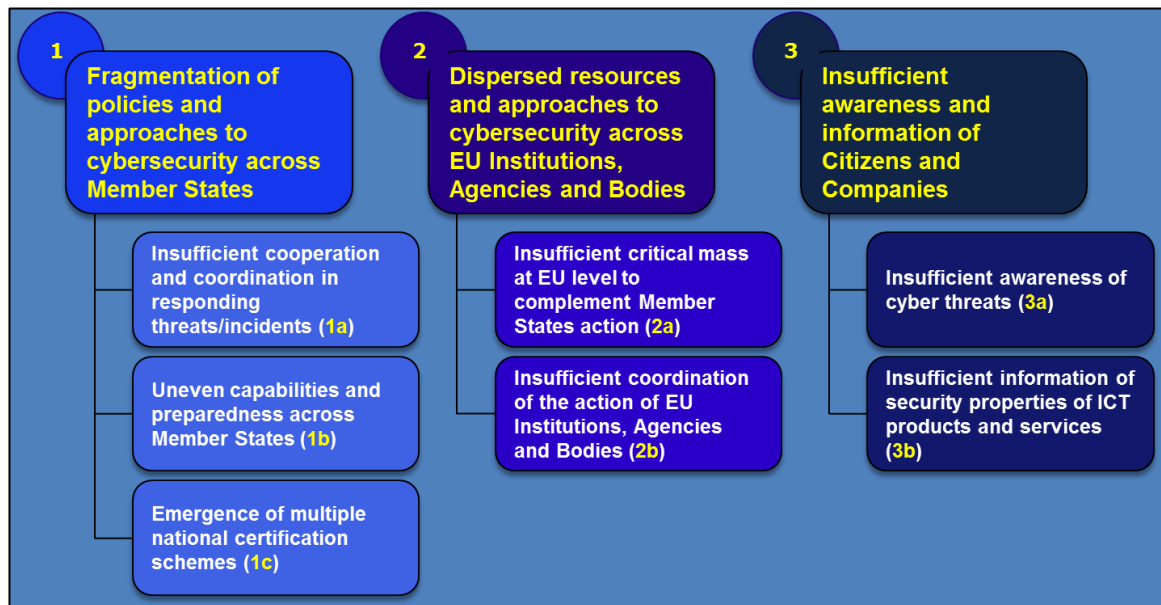 1
Fragmentation of
policies and
approaches to
cybersecurity across
Member States
Insufficient cooperation
and coordination in
responding
threats/incidents (1a)
Uneven capabilities and
preparedness across
Member States (1b)
Emergence of multiple
national certification
schemes (1c)
2
Dispersed resources
and approaches to
cybersecurity across
EU Institutions,
Agencies and Bodies
Insufficient critical mass
at EU level to
complement Member
States action (2a)
Insufficient coordination
of the action of EU
Institutions, Agencies
and Bodies (2b)
3
Insufficient
awareness and
information of
Citizens and
Companies
Insufficient awareness of
cyber threats (3a)
Insufficient information of
security properties of ICT
products and services
(3b)